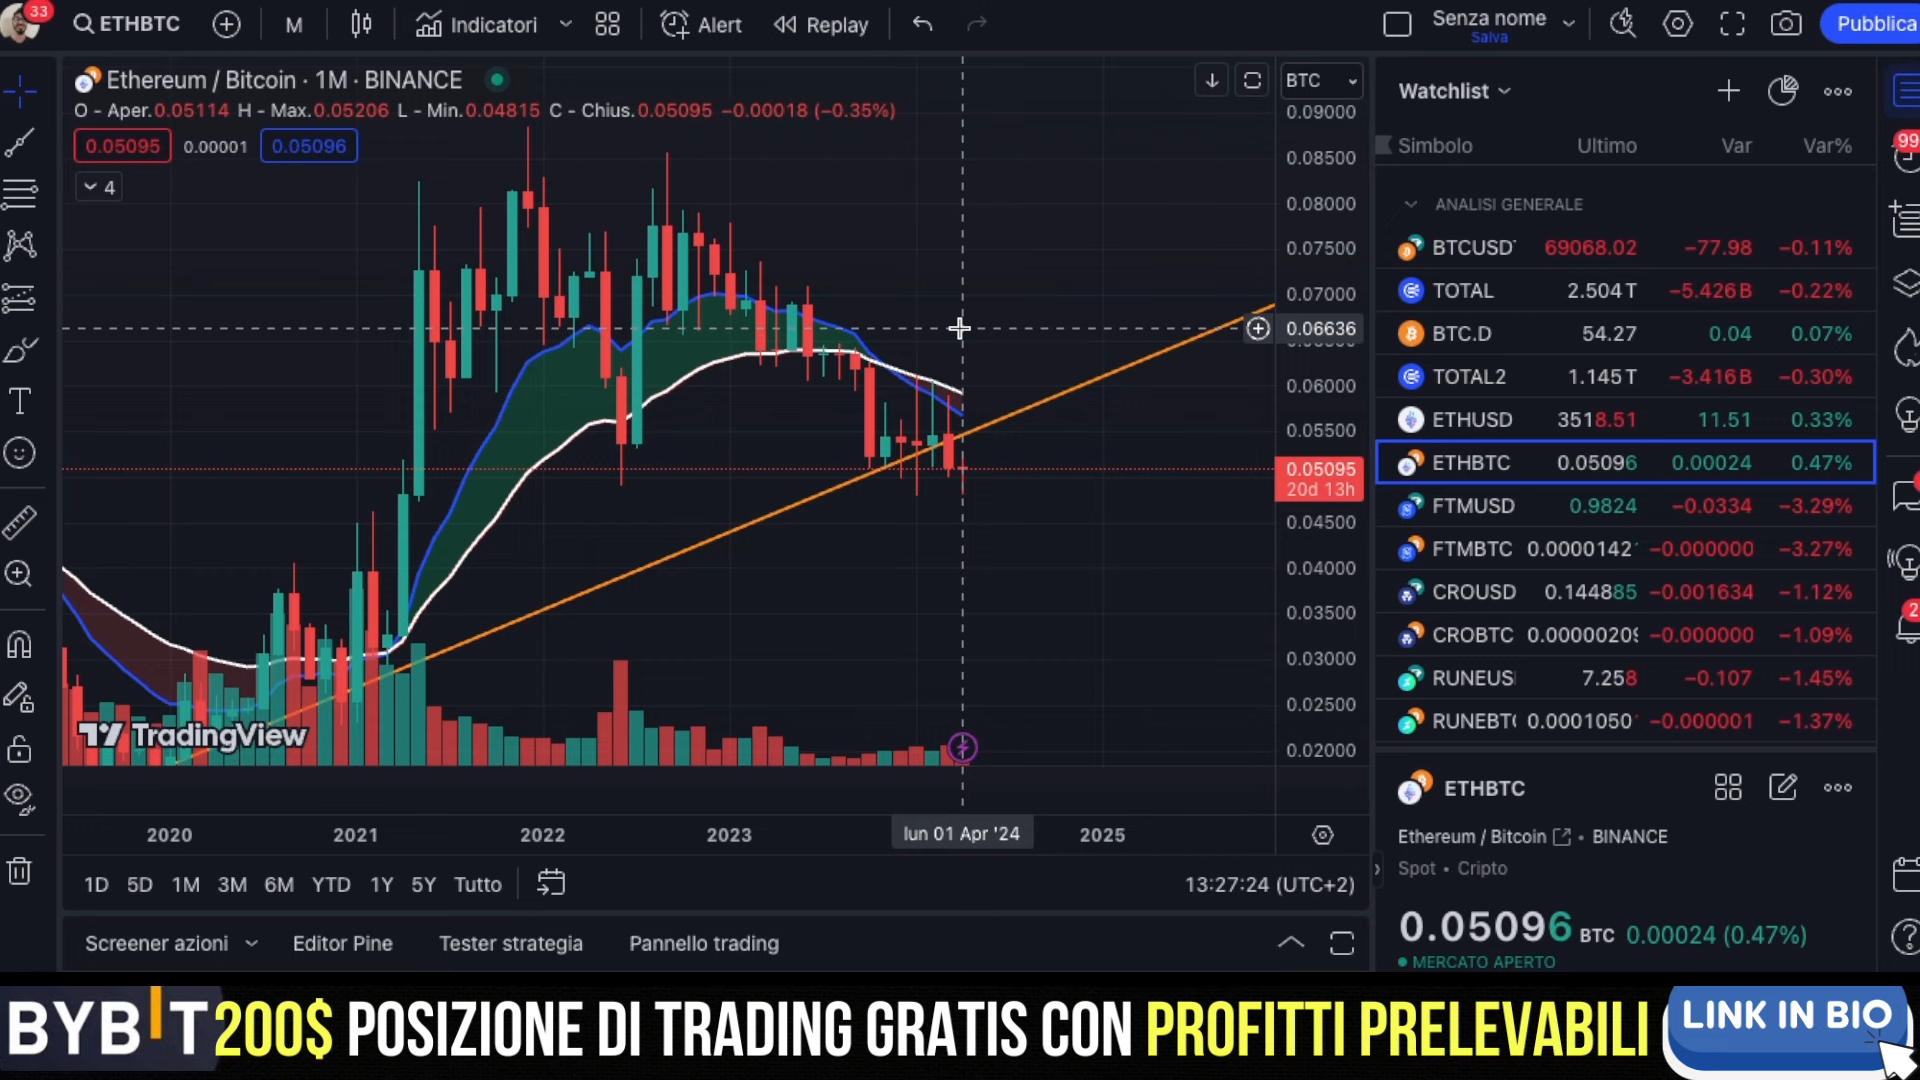 33
ETHBTC
M
Indicatori
Alert
Replay
Senza nome
Salva
Pubblica
Ethereum / Bitcoin · 1M · BINANCE
O - Aper.0.05114 H - Max.0.05206 L - Min.0.04815 C - Chius.0.05095 −0.00018 (−0.35%)
0.05095 0.00001 0.05096
4
BTC
0.09000
0.08500
0.08000
0.07500
0.07000
0.06636
0.06000
0.05500
0.05095
20d 13h
0.04500
0.04000
0.03500
0.03000
0.02500
0.02000
TradingView
2020 2021 2022 2023 lun 01 Apr '24 2025
1D 5D 1M 3M 6M YTD 1Y 5Y Tutto
13:27:24 (UTC+2)
Screener azioni Editor Pine Tester strategia Pannello trading
Watchlist
Simbolo Ultimo Var Var%
ANALISI GENERALE
BTCUSD 69068.02 −77.98 −0.11%
TOTAL 2.504 T −5.426 B −0.22%
BTC.D 54.27 0.04 0.07%
TOTAL2 1.145 T −3.416 B −0.30%
ETHUSD 3518.51 11.51 0.33%
ETHBTC 0.05096 0.00024 0.47%
FTMUSD 0.9824 −0.0334 −3.29%
FTMBTC 0.0000142 −0.000000 −3.27%
CROUSD 0.144885 −0.001634 −1.12%
CROBTC 0.0000020 −0.000000 −1.09%
RUNEUS 7.258 −0.107 −1.45%
RUNEBT 0.0001050 −0.000001 −1.37%
ETHBTC
Ethereum / Bitcoin • BINANCE
Spot • Cripto
0.05096 BTC 0.00024 (0.47%)
MERCATO APERTO
99
2
BYBIT 200$ POSIZIONE DI TRADING GRATIS CON PROFITTI PRELEVABILI LINK IN BIO